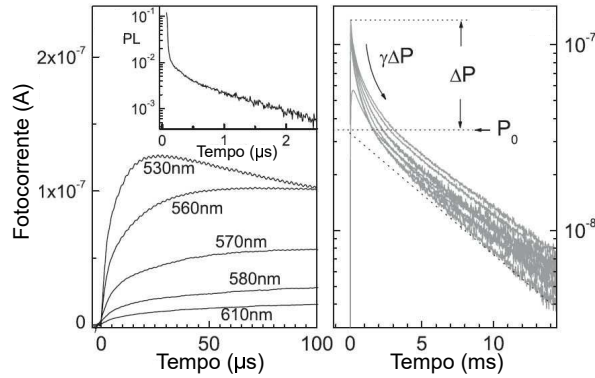 Fotocorrente (A)
2x10⁻⁷
1x10⁻⁷
0
PL
10⁻¹
10⁻²
10⁻³
0 1 2
Tempo (µs)
530nm
560nm
570nm
580nm
610nm
0 50 100
Tempo (µs)
γΔP
ΔP
P₀
10⁻⁷
10⁻⁸
0 5 10
Tempo (ms)